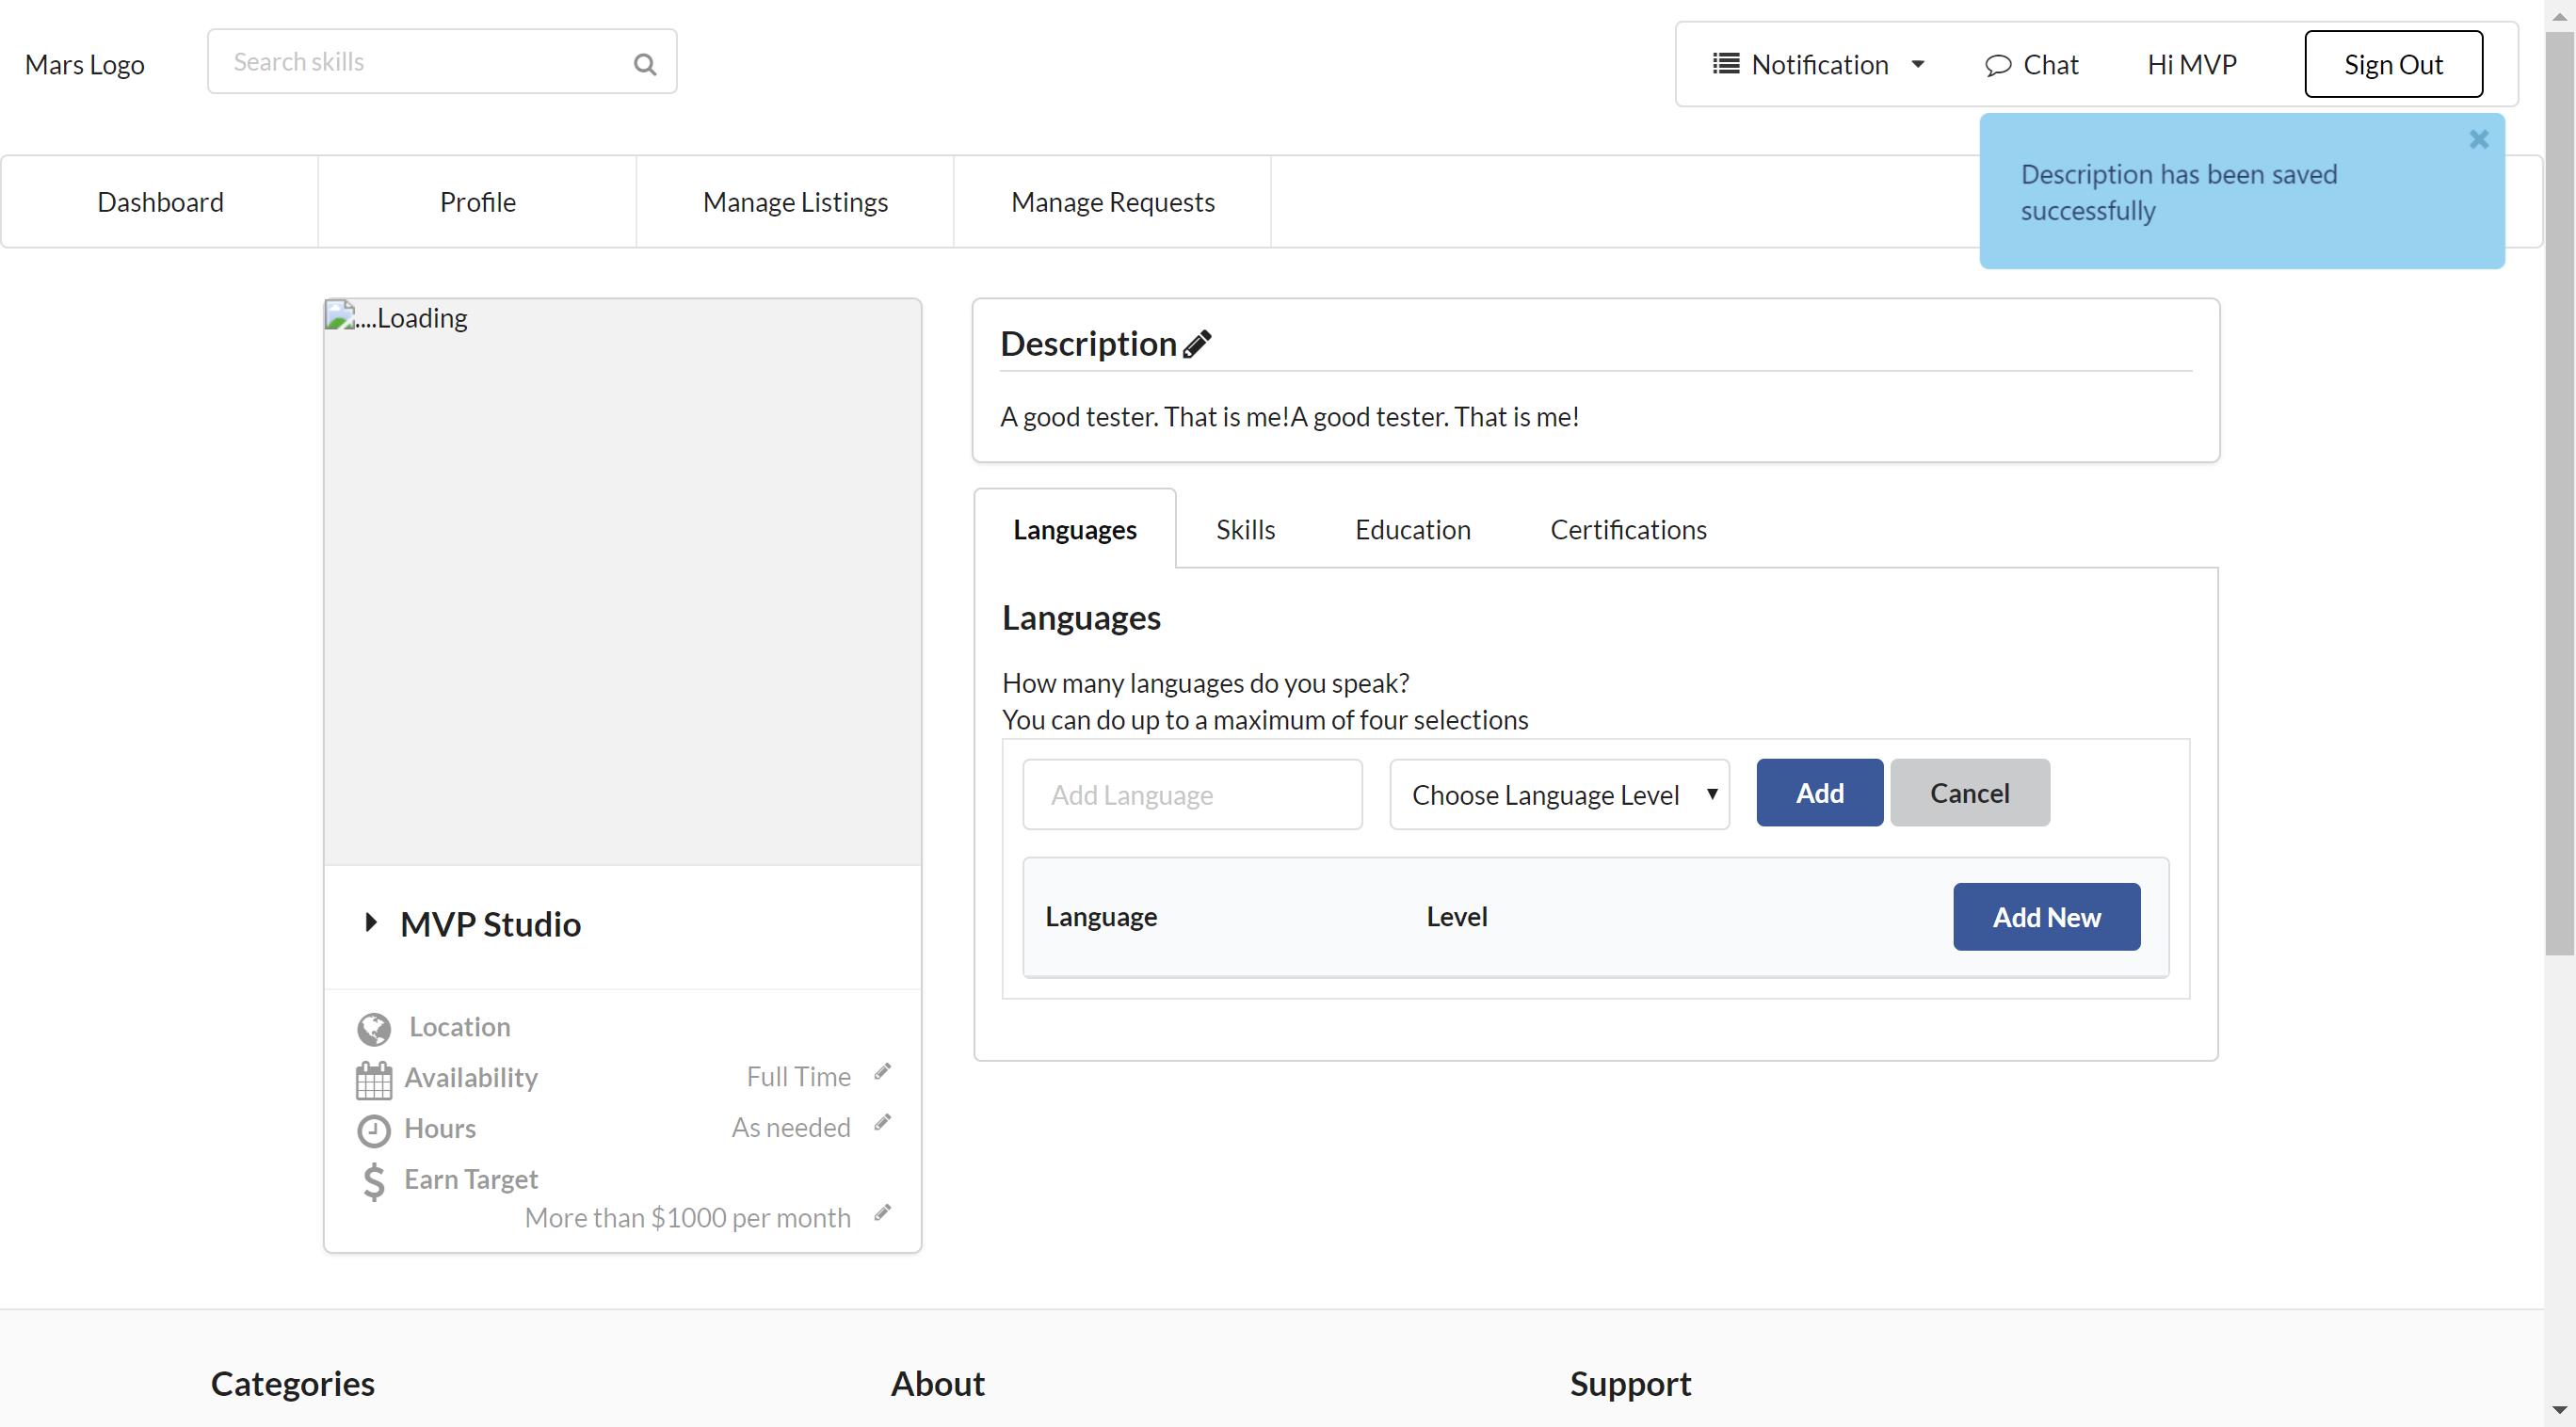 Mars Logo
Search skills
Notification
Chat
Hi MVP
Sign Out
Description has been saved
successfully
Dashboard
Profile
Manage Listings
Manage Requests
....Loading
MVP Studio
Location
Availability
Full Time
Hours
As needed
Earn Target
More than $1000 per month
Description
A good tester. That is me!A good tester. That is me!
Languages
Skills
Education
Certifications
Languages
How many languages do you speak?
You can do up to a maximum of four selections
Add Language
Choose Language Level
Add
Cancel
Language
Level
Add New
Categories
About
Support